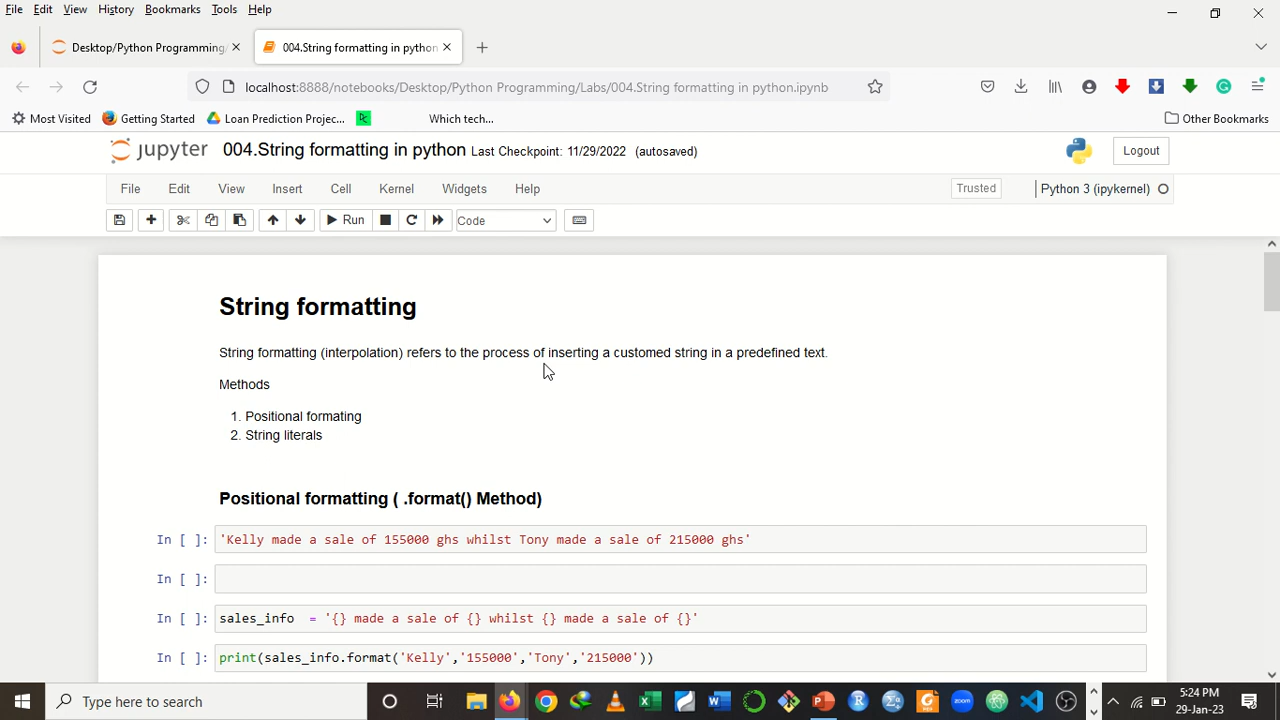 File Edit View History Bookmarks Tools Help
Desktop/Python Programming/ 004.String formatting in python
localhost:8888/notebooks/Desktop/Python Programming/Labs/004.String formatting in python.ipynb
Most Visited Getting Started Loan Prediction Projec... Which tech... Other Bookmarks
jupyter 004.String formatting in python Last Checkpoint: 11/29/2022 (autosaved) Logout
File Edit View Insert Cell Kernel Widgets Help Trusted Python 3 (ipykernel)
Run Code
String formatting
String formatting (interpolation) refers to the process of inserting a customed string in a predefined text.
Methods
1. Positional formating
2. String literals
Positional formatting ( .format() Method)
In [ ]: 'Kelly made a sale of 155000 ghs whilst Tony made a sale of 215000 ghs'
In [ ]:
In [ ]: sales_info = '{} made a sale of {} whilst {} made a sale of {}'
In [ ]: print(sales_info.format('Kelly','155000','Tony','215000'))
Type here to search
5:24 PM
29-Jan-23